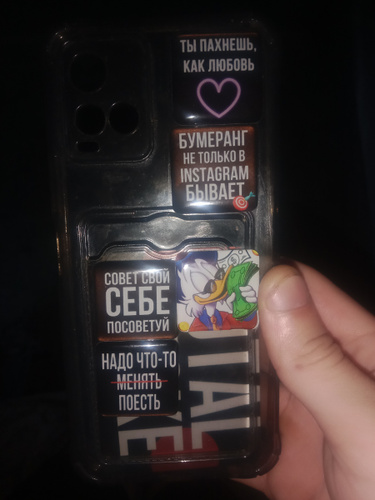 ТЫ ПАХНЕШЬ,
КАК ЛЮБОВЬ
БУМЕРАНГ
НЕ ТОЛЬКО В
INSTAGRAM
БЫВАЕТ
СОВЕТ СВОЙ
СЕБЕ
ПОСОВЕТУЙ
НАДО ЧТО-ТО
МЕНЯТЬ
ПОЕСТЬ